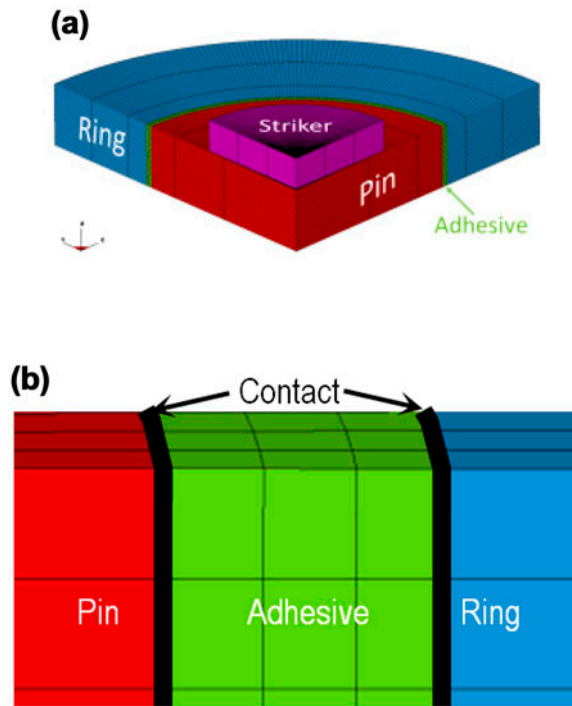 (a)
Striker
Ring
Pin
Adhesive
(b)
Contact
Pin Adhesive Ring